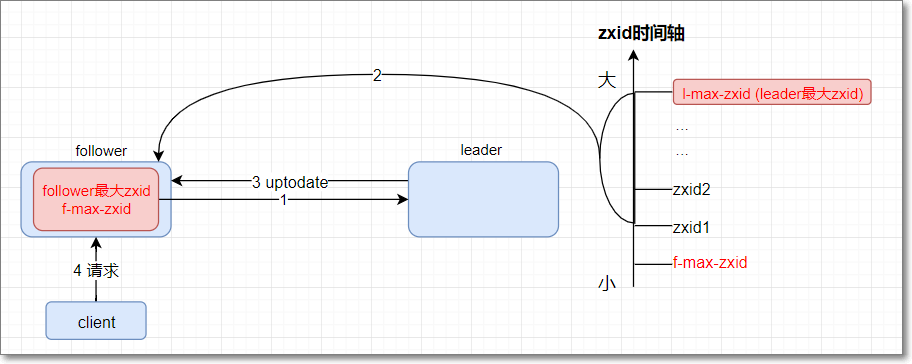 zxid时间轴
大
2
l-max-zxid (leader最大zxid)
...
...
follower
leader
follower最大zxid
f-max-zxid
3 uptodate
1
zxid2
zxid1
f-max-zxid
小
4 请求
client